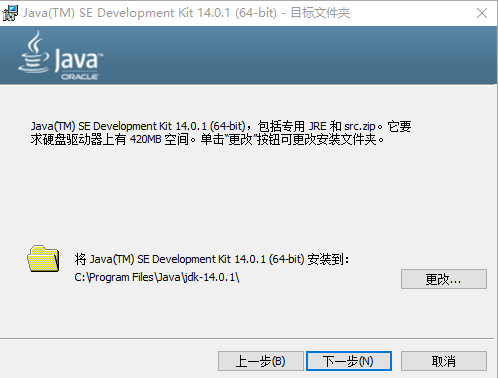 Java(TM) SE Development Kit 14.0.1 (64-bit) - 目标文件夹
Java™
ORACLE
Java(TM) SE Development Kit 14.0.1 (64-bit)，包括专用 JRE 和 src.zip。它要
求硬盘驱动器上有 420MB 空间。单击“更改”按钮可更改安装文件夹。
将 Java(TM) SE Development Kit 14.0.1 (64-bit) 安装到：
C:\Program Files\Java\jdk-14.0.1\
更改...
上一步(B)
下一步(N)
取消